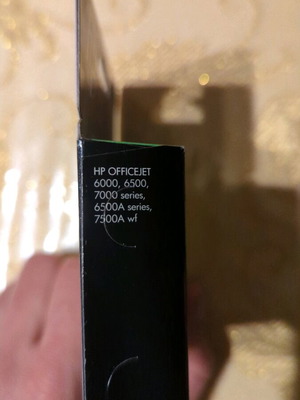 HP OFFICEJET
6000, 6500,
7000 series,
6500A series,
7500A wf